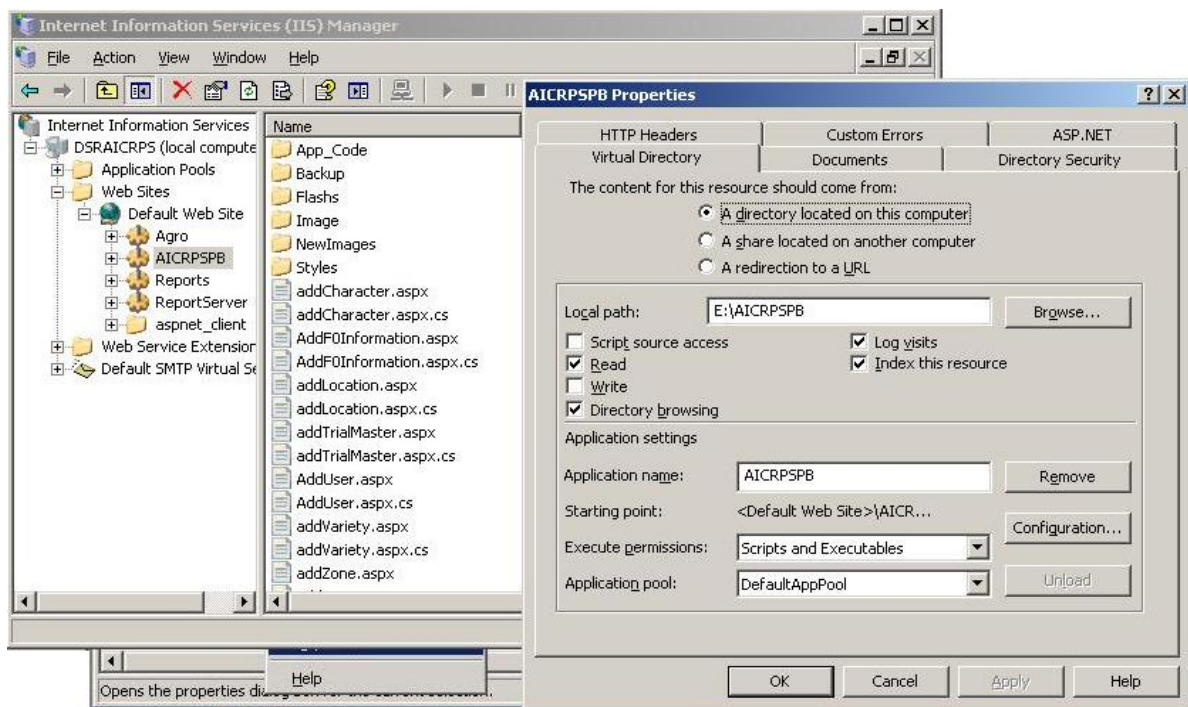 Internet Information Services (IIS) Manager
File Action View Window Help
Internet Information Services
DSRAICRPS (local compute
Application Pools
Web Sites
Default Web Site
Agro
AICRPSPB
Reports
ReportServer
aspnet_client
Web Service Extension
Default SMTP Virtual Se
Name
App_Code
Backup
Flashs
Image
NewImages
Styles
addCharacter.aspx
addCharacter.aspx.cs
AddF0Information.aspx
AddF0Information.aspx.cs
addLocation.aspx
addLocation.aspx.cs
addTrialMaster.aspx
addTrialMaster.aspx.cs
AddUser.aspx
AddUser.aspx.cs
addVariety.aspx
addVariety.aspx.cs
addZone.aspx
Help
Opens the properties
AICRPSPB Properties
HTTP Headers Custom Errors ASP.NET
Virtual Directory Documents Directory Security
The content for this resource should come from:
A directory located on this computer
A share located on another computer
A redirection to a URL
Local path: E:\AICRPSPB Browse...
Script source access Log visits
Read Index this resource
Write
Directory browsing
Application settings
Application name: AICRPSPB Remove
Starting point: <Default Web Site>\AICR...
Configuration...
Execute permissions: Scripts and Executables
Application pool: DefaultAppPool Unload
OK Cancel Apply Help